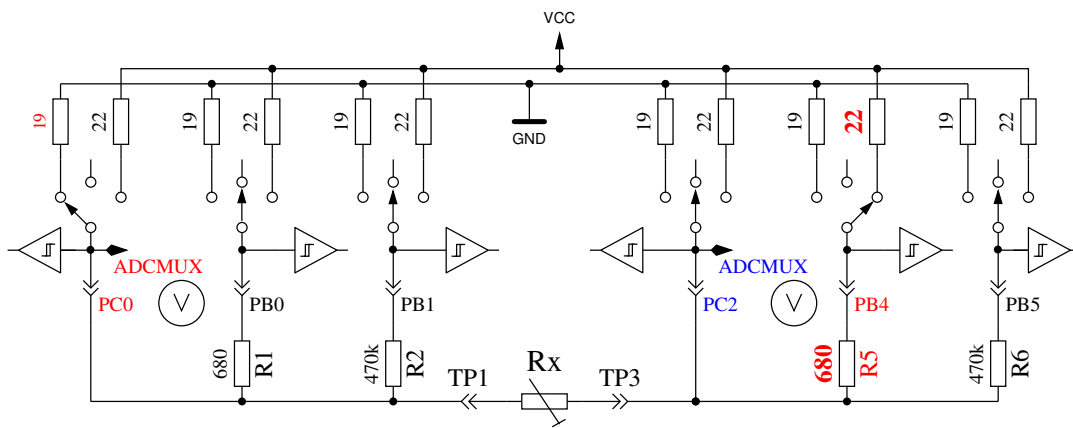 VCC
GND
19
22
19
22
19
22
19
22
19
22
19
22
ADCMUX
ADCMUX
PC0
V
PB0
PB1
PC2
V
PB4
PB5
680
R1
470k
R2
TP1
Rx
TP3
680
R5
470k
R6